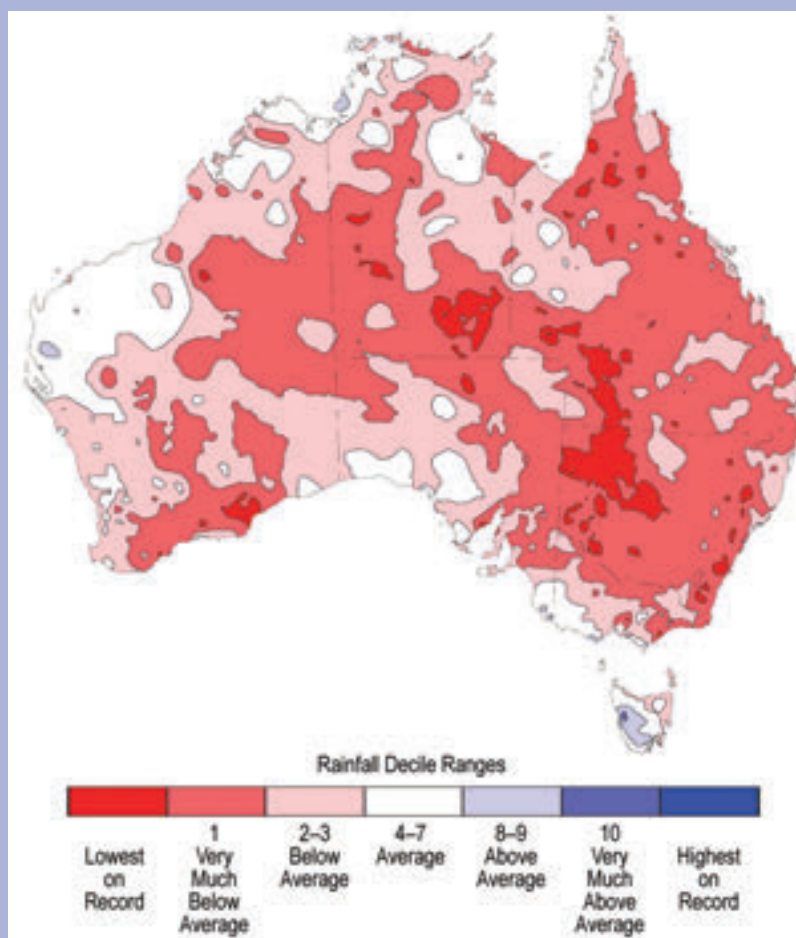 Rainfall Decile Ranges
1 2–3 4–7 8–9 10
Lowest on Record
Very Much Below Average
Below Average
Average
Above Average
Very Much Above Average
Highest on Record